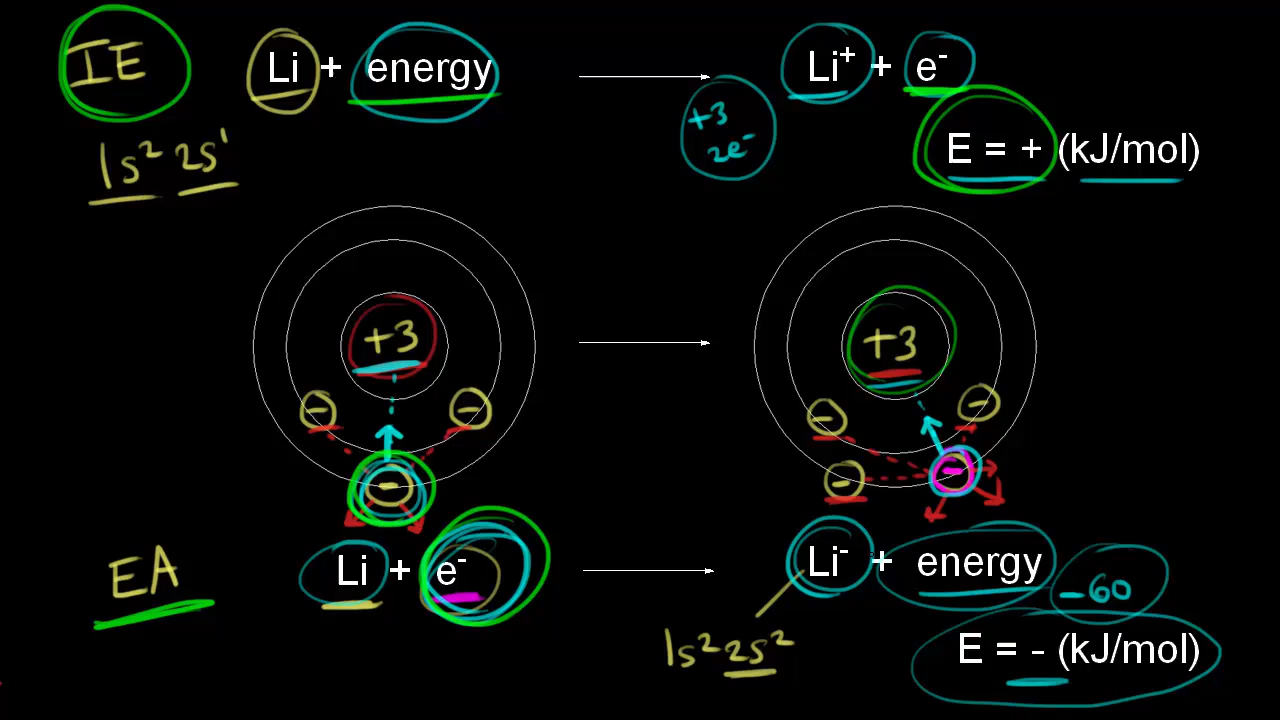 IE Li + energy → Li⁺ + e⁻
+3
2e⁻
E = + (kJ/mol)
1s² 2s¹
+3 +3
- - - -
- - -
EA Li + e⁻ → Li⁻ + energy
-60
1s² 2s²
E = - (kJ/mol)